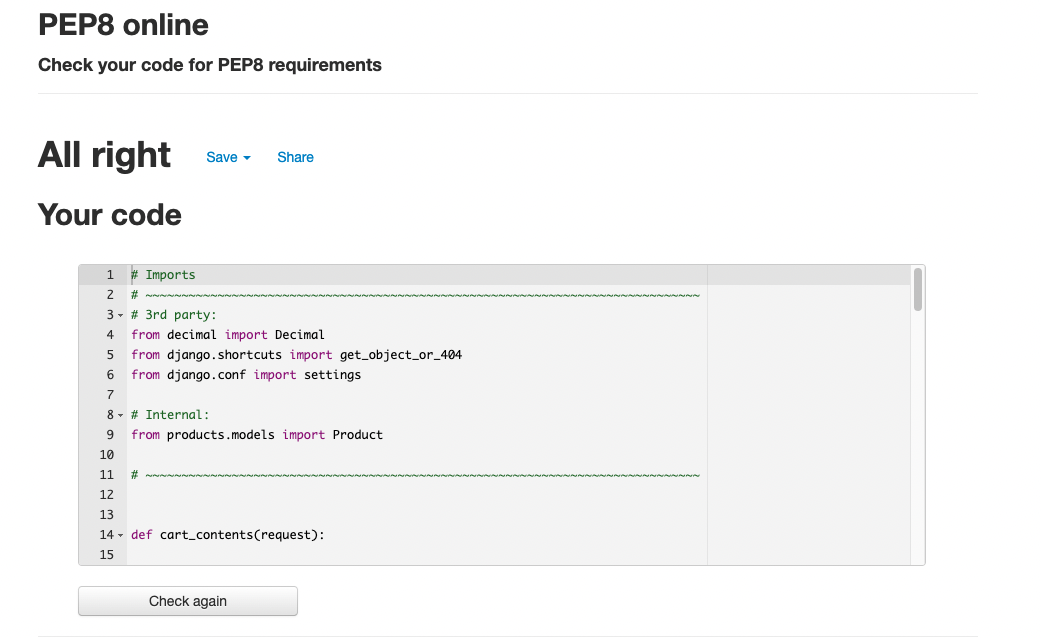 PEP8 online
Check your code for PEP8 requirements
All right Save Share
Your code
1 # Imports
2 # ~~~~~~~~~~~~~~~~~~~~~~~~~~~~~~~~~~~~~~~~~~~~~~~~~~~~~~~~~~~~~~~~~~~~~~~~~~~~~
3 # 3rd party:
4 from decimal import Decimal
5 from django.shortcuts import get_object_or_404
6 from django.conf import settings
7
8 # Internal:
9 from products.models import Product
10
11 # ~~~~~~~~~~~~~~~~~~~~~~~~~~~~~~~~~~~~~~~~~~~~~~~~~~~~~~~~~~~~~~~~~~~~~~~~~~~~~
12
13
14 def cart_contents(request):
15
Check again